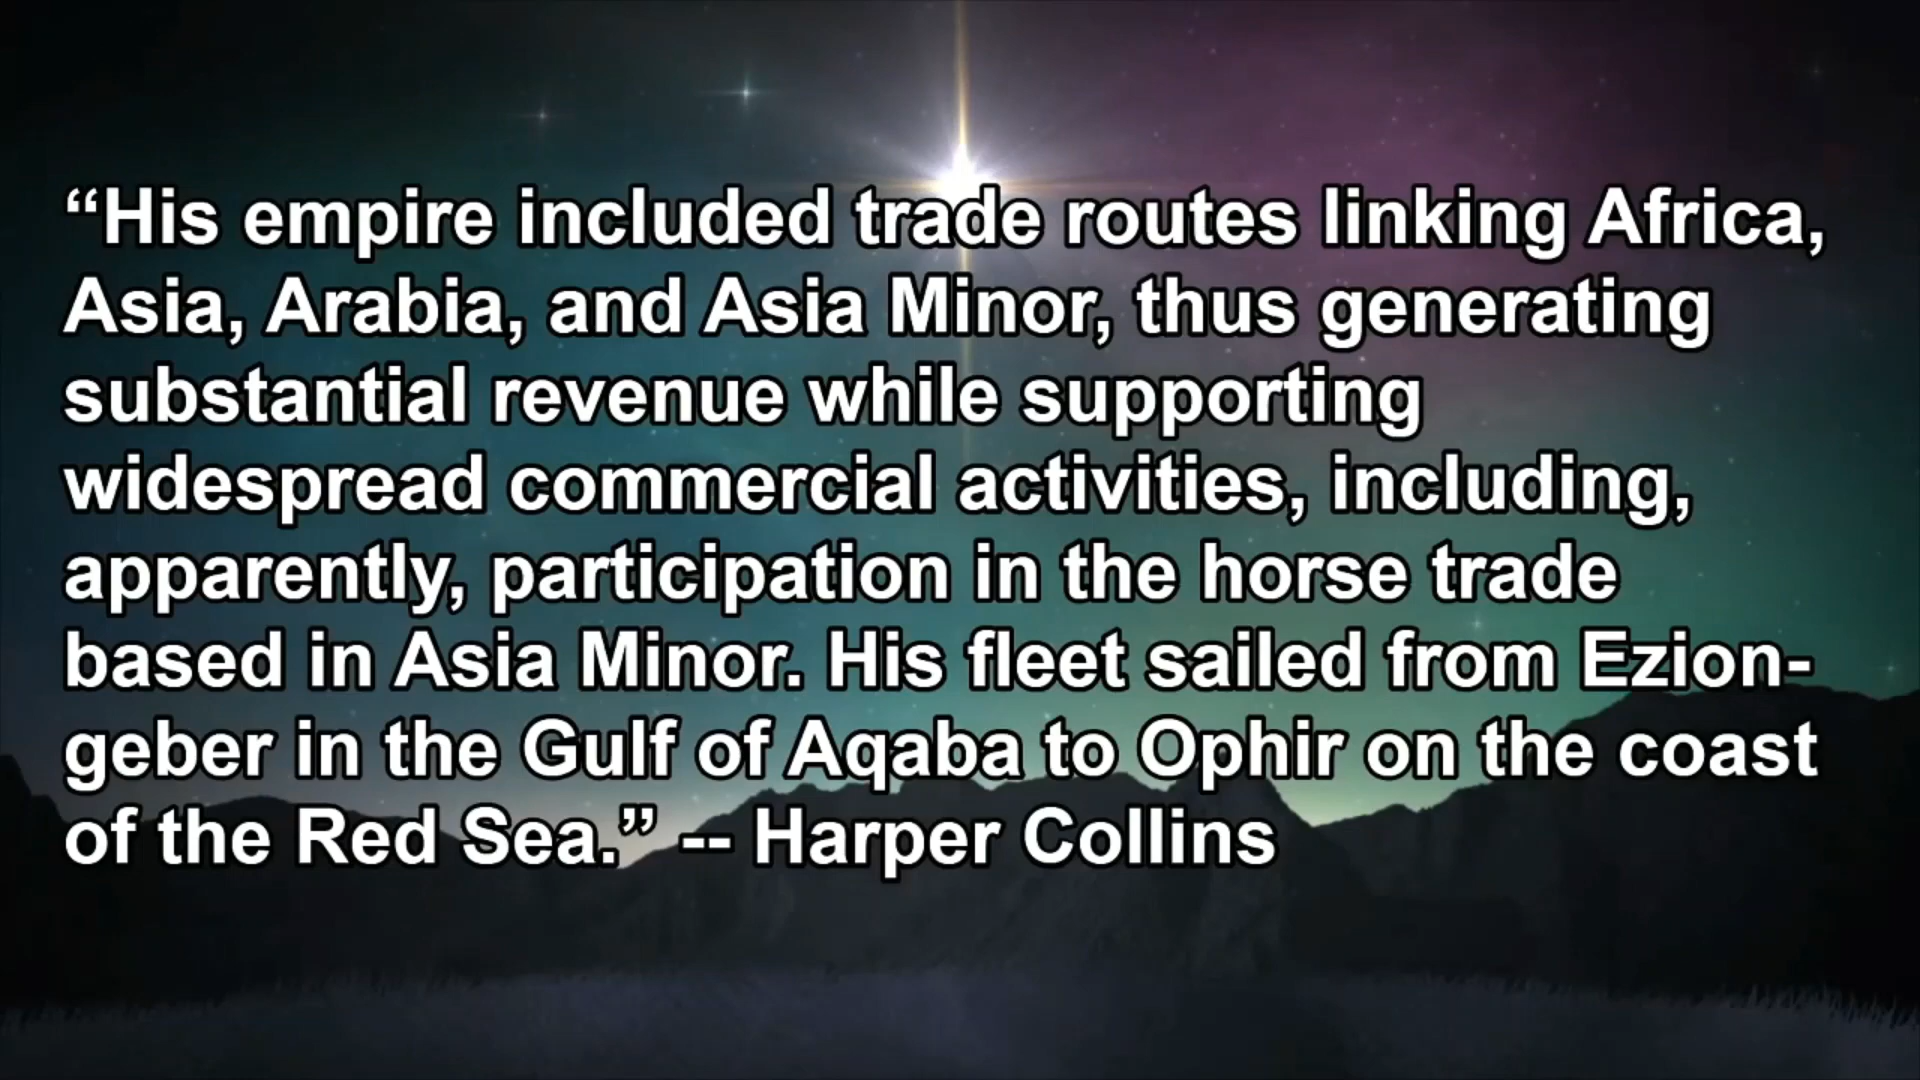 “His empire included trade routes linking Africa,
Asia, Arabia, and Asia Minor, thus generating
substantial revenue while supporting
widespread commercial activities, including,
apparently, participation in the horse trade
based in Asia Minor. His fleet sailed from Ezion-
geber in the Gulf of Aqaba to Ophir on the coast
of the Red Sea.” -- Harper Collins